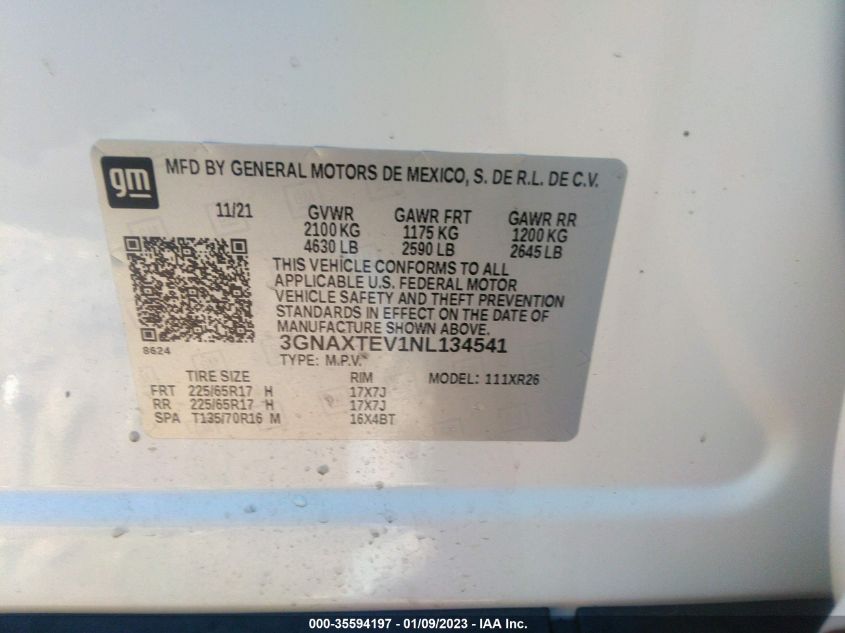 gm
MFD BY GENERAL MOTORS DE MEXICO, S. DE R.L. DE C.V.
11/21 GVWR GAWR FRT GAWR RR
2100 KG 1175 KG 1200 KG
4630 LB 2590 LB 2645 LB
THIS VEHICLE CONFORMS TO ALL
APPLICABLE U.S. FEDERAL MOTOR
VEHICLE SAFETY AND THEFT PREVENTION
STANDARDS IN EFFECT ON THE DATE OF
MANUFACTURE SHOWN ABOVE.
8624
3GNAXTEV1NL134541
TYPE: M.P.V.
TIRE SIZE RIM MODEL: 111XR26
FRT 225/65R17 H 17X7J
RR 225/65R17 H 17X7J
SPA T135/70R16 M 16X4BT
000-35594197 - 01/09/2023 - IAA Inc.